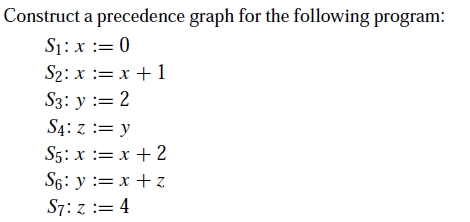 Construct a precedence graph for the following program:
S₁: x := 0
S₂: x := x + 1
S₃: y := 2
S₄: z := y
S₅: x := x + 2
S₆: y := x + z
S₇: z := 4